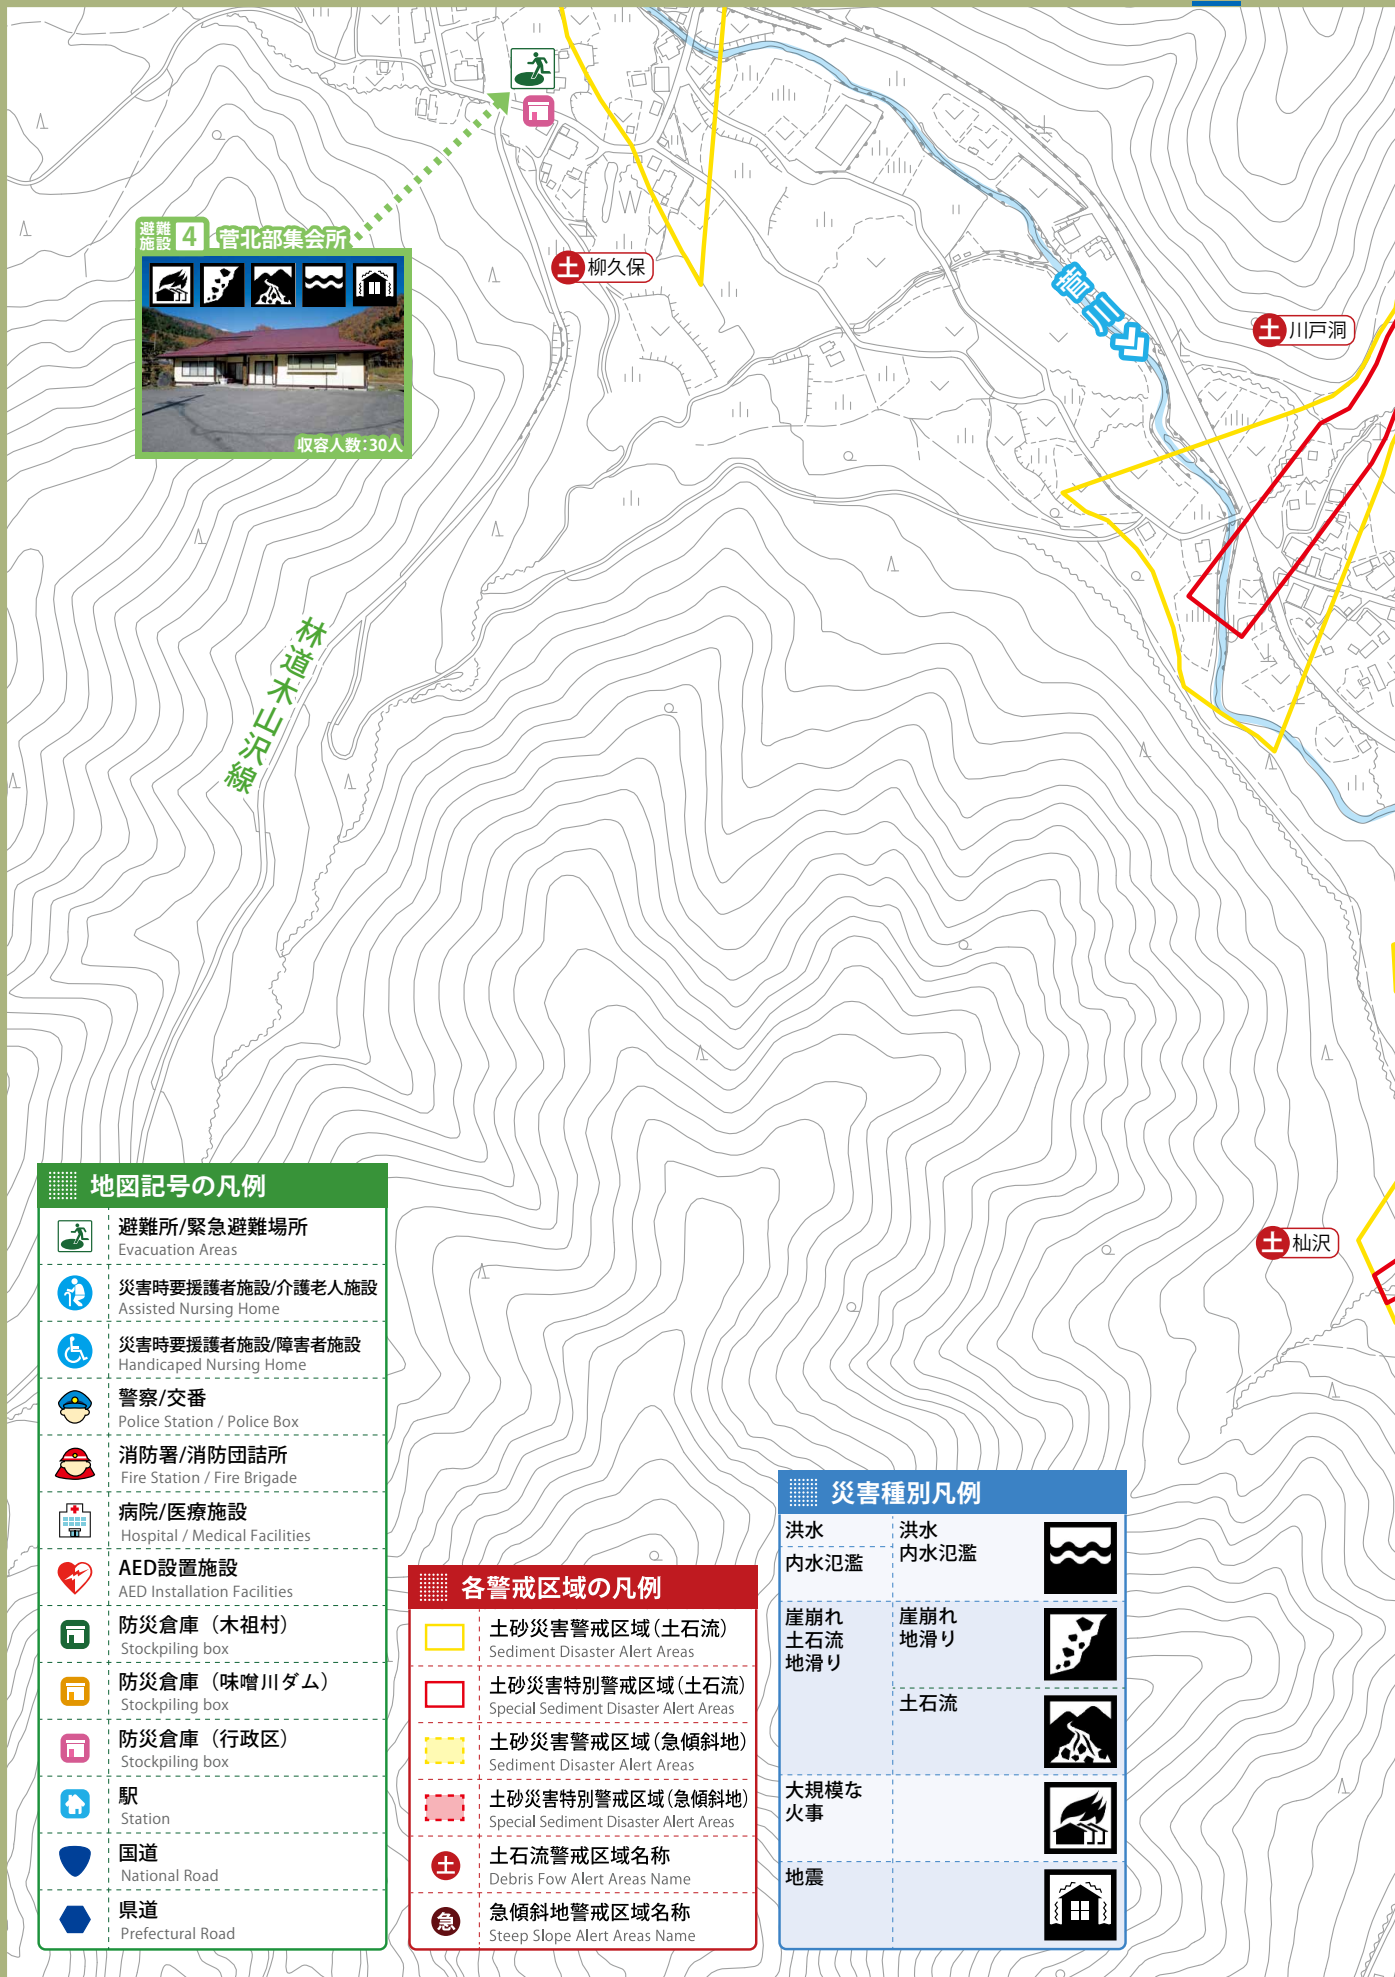 避難
施設 4 菅北部集会所
収容人数:30人
土 柳久保
菅川
土 川戸洞
林道木山沢線
土 杣沢
地図記号の凡例
避難所/緊急避難場所
Evacuation Areas
災害時要援護者施設/介護老人施設
Assisted Nursing Home
災害時要援護者施設/障害者施設
Handicaped Nursing Home
警察/交番
Police Station / Police Box
消防署/消防団詰所
Fire Station / Fire Brigade
病院/医療施設
Hospital / Medical Facilities
AED設置施設
AED Installation Facilities
防災倉庫（木祖村）
Stockpiling box
防災倉庫（味噌川ダム）
Stockpiling box
防災倉庫（行政区）
Stockpiling box
駅
Station
国道
National Road
県道
Prefectural Road
各警戒区域の凡例
土砂災害警戒区域(土石流)
Sediment Disaster Alert Areas
土砂災害特別警戒区域(土石流)
Special Sediment Disaster Alert Areas
土砂災害警戒区域(急傾斜地)
Sediment Disaster Alert Areas
土砂災害特別警戒区域(急傾斜地)
Special Sediment Disaster Alert Areas
土 土石流警戒区域名称
Debris Fow Alert Areas Name
急 急傾斜地警戒区域名称
Steep Slope Alert Areas Name
災害種別凡例
洪水 洪水
内水氾濫 内水氾濫
崖崩れ 崖崩れ
土石流 地滑り
地滑り
土石流
大規模な
火事
地震